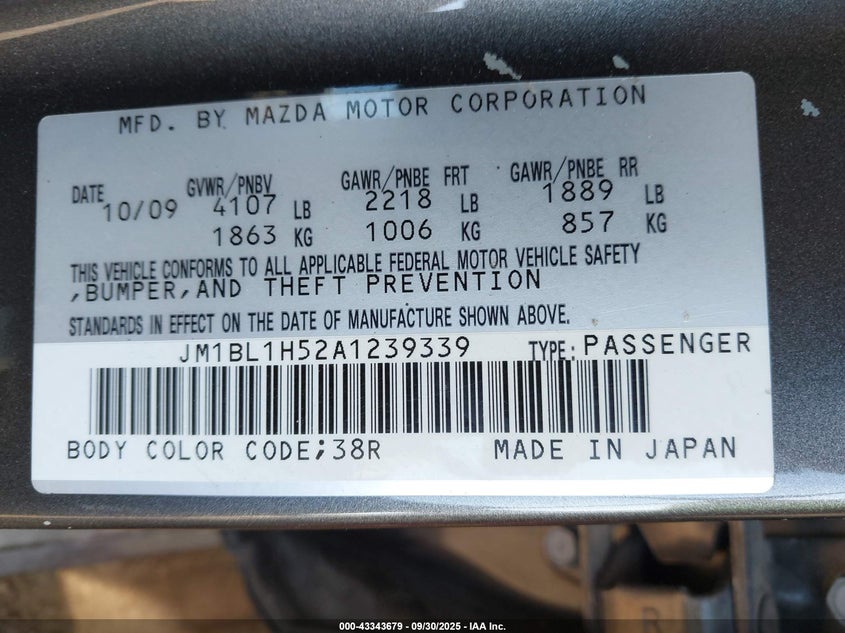 MFD. BY MAZDA MOTOR CORPORATION
DATE GVWR/PNBV GAWR/PNBE FRT GAWR/PNBE RR
10/09 4107 LB 2218 LB 1889 LB
1863 KG 1006 KG 857 KG
THIS VEHICLE CONFORMS TO ALL APPLICABLE FEDERAL MOTOR VEHICLE SAFETY
,BUMPER,AND THEFT PREVENTION
STANDARDS IN EFFECT ON THE DATE OF MANUFACTURE SHOWN ABOVE.
JM1BL1H52A1239339 TYPE:PASSENGER
BODY COLOR CODE;38R MADE IN JAPAN
R
000-43343679 - 09/30/2025 - IAA Inc.